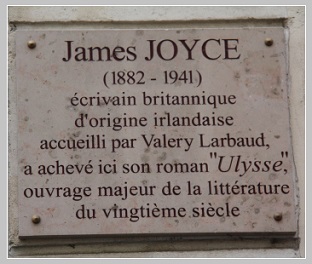 James JOYCE
(1882 - 1941)
écrivain britannique
d'origine irlandaise
accueilli par Valery Larbaud,
a achevé ici son roman "Ulysse",
ouvrage majeur de la littérature
du vingtième siècle